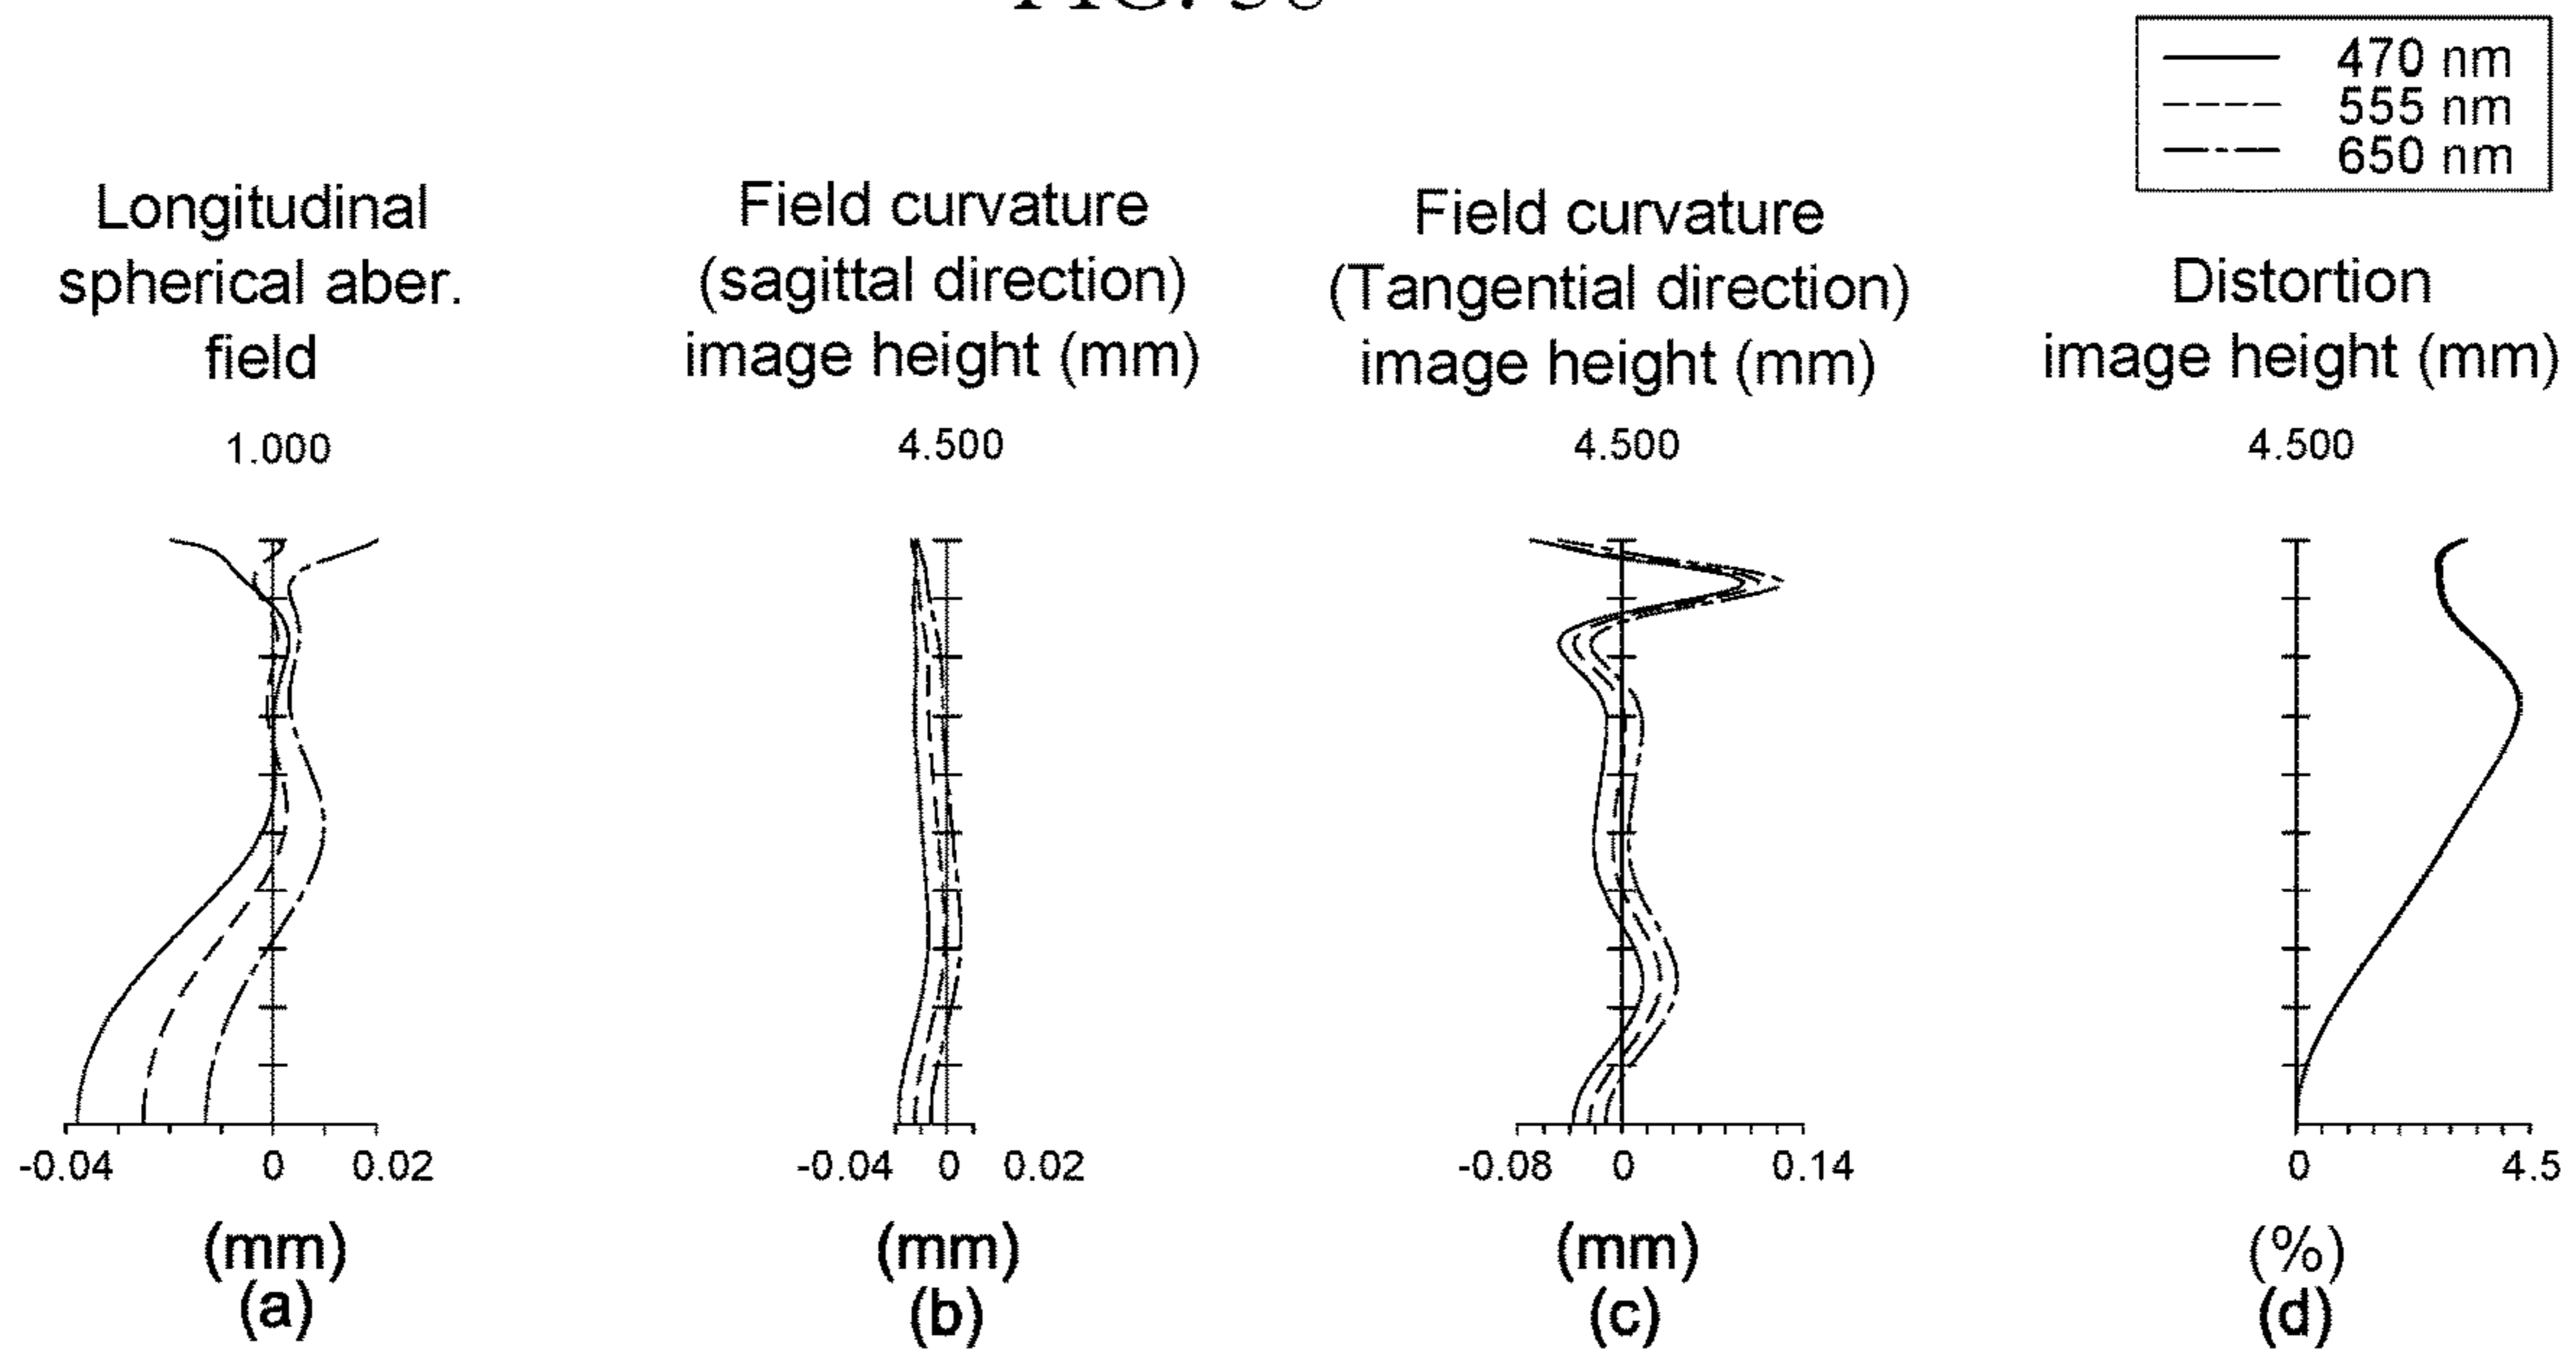 470 nm
555 nm
650 nm
Longitudinal
spherical aber.
field
1.000
-0.04 0 0.02
(mm)
(a)
Field curvature
(sagittal direction)
image height (mm)
4.500
-0.04 0 0.02
(mm)
(b)
Field curvature
(Tangential direction)
image height (mm)
4.500
-0.08 0 0.14
(mm)
(c)
Distortion
image height (mm)
4.500
0 4.5
(%)
(d)